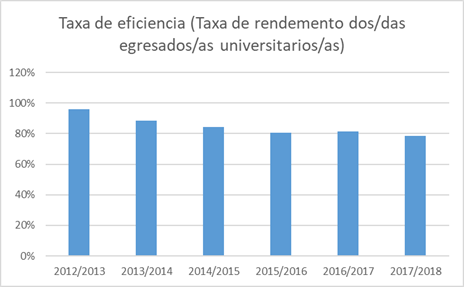 Taxa de eficiencia (Taxa de rendemento dos/das
egresados/as universitarios/as)
120%
100%
80%
60%
40%
20%
0%
2012/2013 2013/2014 2014/2015 2015/2016 2016/2017 2017/2018